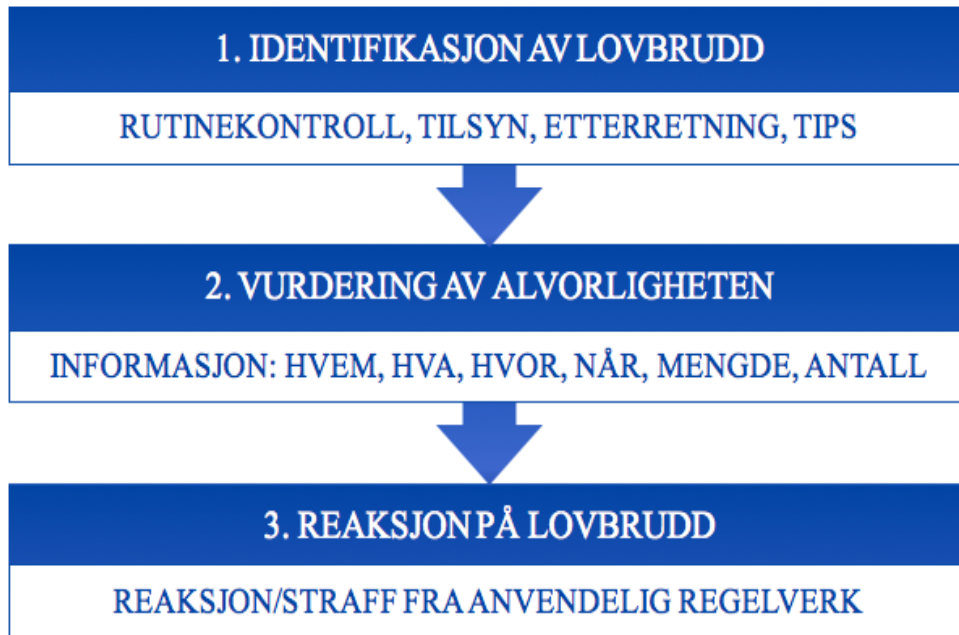 1. IDENTIFIKASJON AV LOVBRUDD
RUTINEKONTROLL, TILSYN, ETTERRETNING, TIPS
2. VURDERING AV ALVORLIGHETEN
INFORMASJON: HVEM, HVA, HVOR, NÅR, MENGDE, ANTALL
3. REAKSJON PÅ LOVBRUDD
REAKSJON/STRAFF FRA ANVENDELIG REGELVERK